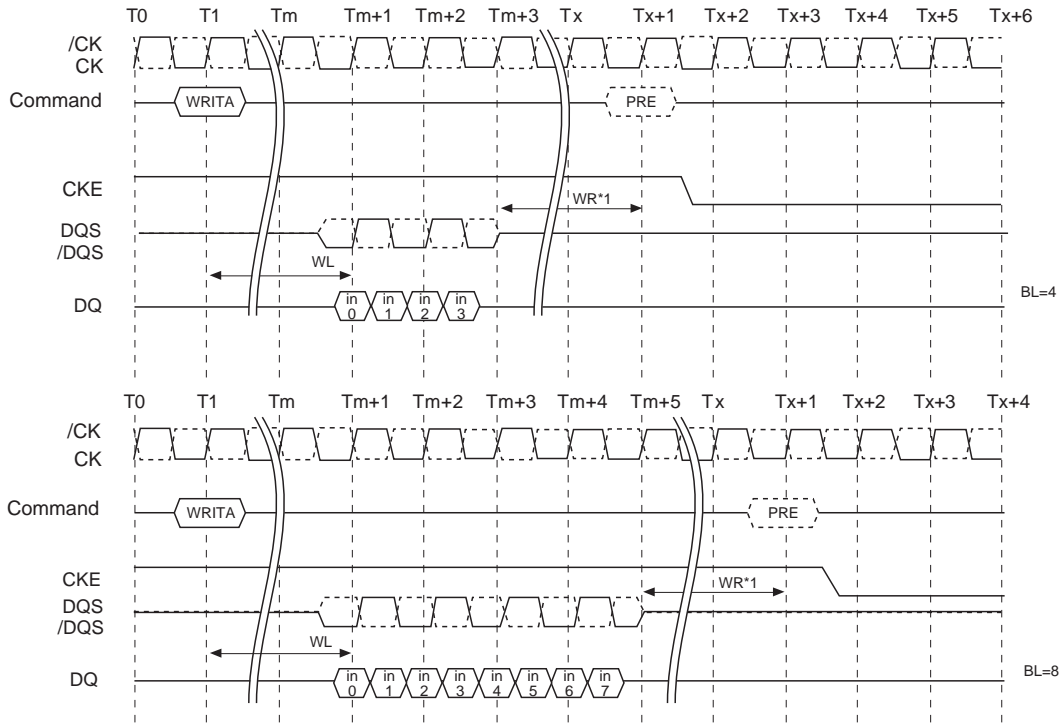 T0 T1 Tm Tm+1 Tm+2 Tm+3 Tx Tx+1 Tx+2 Tx+3 Tx+4 Tx+5 Tx+6
/CK
CK
Command WRITA PRE
CKE
WR*1
DQS
/DQS
WL
DQ in 0 in 1 in 2 in 3
BL=4
T0 T1 Tm Tm+1 Tm+2 Tm+3 Tm+4 Tm+5 Tx Tx+1 Tx+2 Tx+3 Tx+4
/CK
CK
Command WRITA PRE
CKE
WR*1
DQS
/DQS
WL
DQ in 0 in 1 in 2 in 3 in 4 in 5 in 6 in 7
BL=8